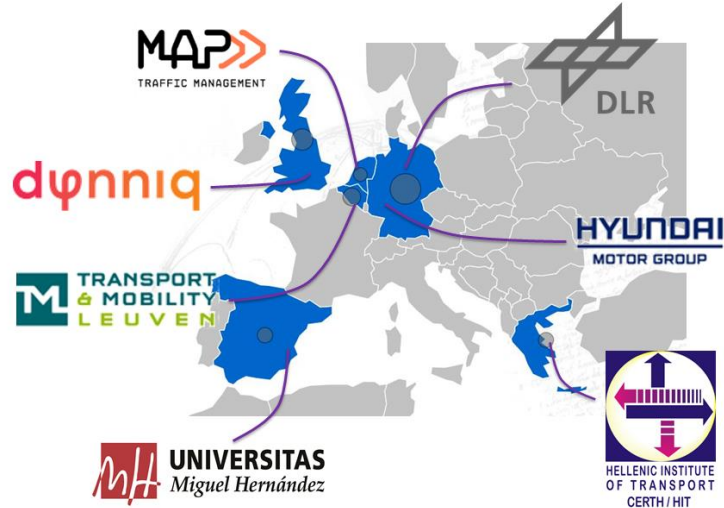 MAP
TRAFFIC MANAGEMENT
DLR
dynniq
HYUNDAI
MOTOR GROUP
TML
TRANSPORT
& MOBILITY
LEUVEN
UNIVERSITAS
Miguel Hernández
HELLENIC INSTITUTE
OF TRANSPORT
CERTH / HIT